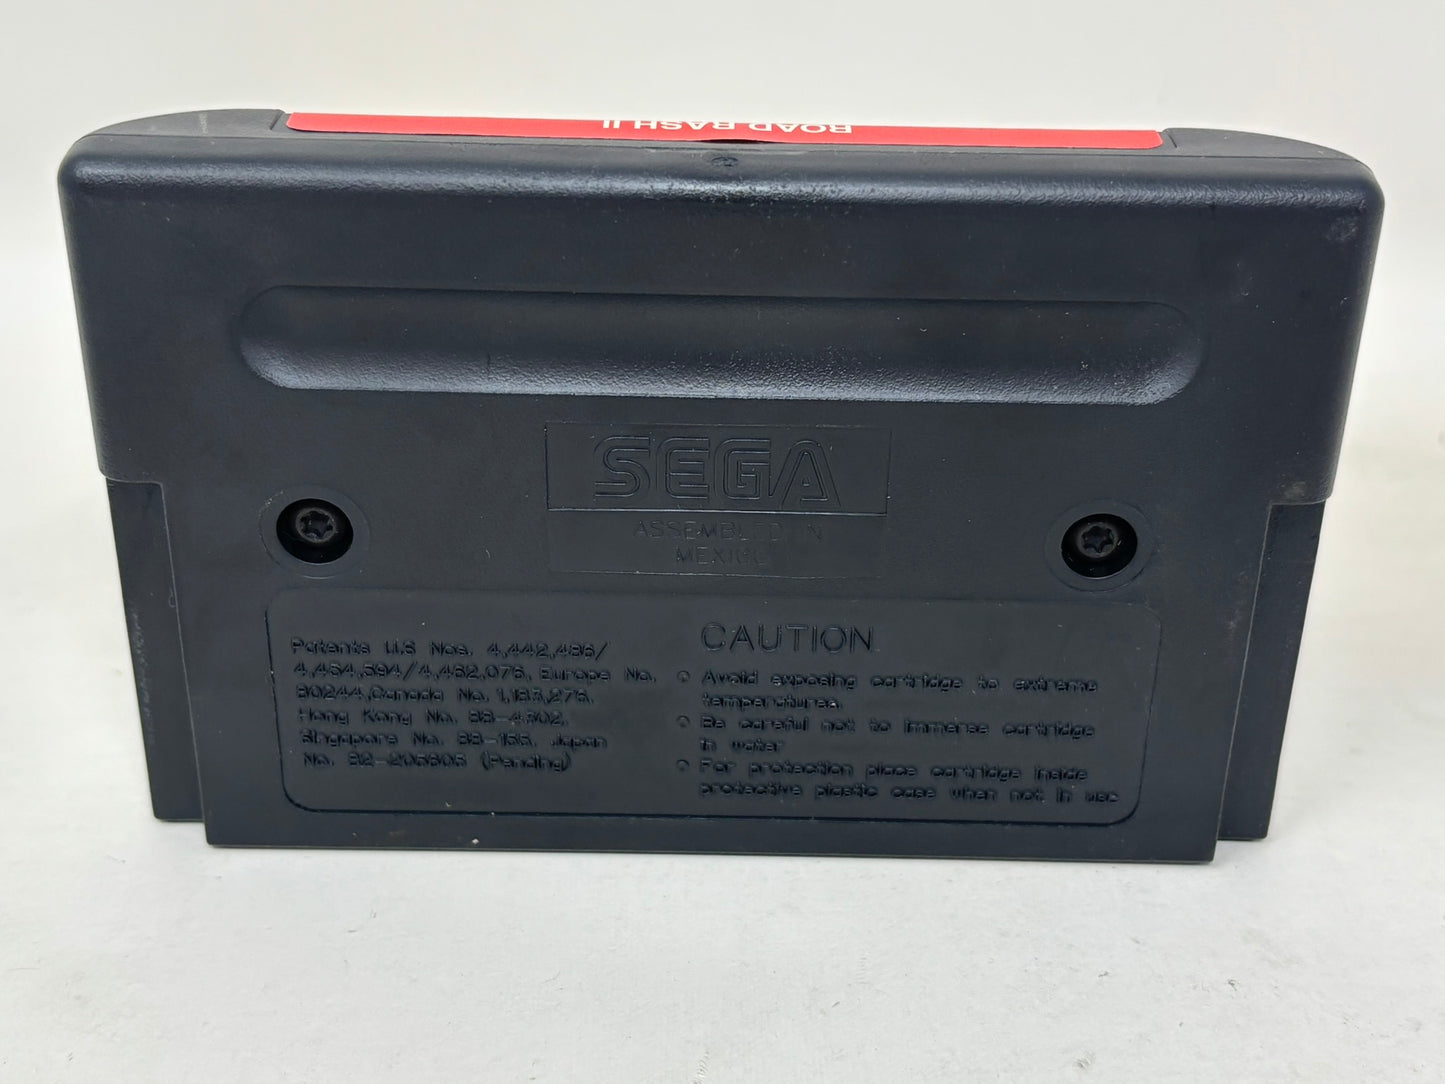 ROAD RASH II
SEGA
ASSEMBLED IN
MEXICO
Patents U.S Nos. 4,442,486/
4,454,594/4,462,076, Europe No.
80244,Canada No. 1,183,276,
Hong Kong No. 88-4302,
Singapore No. 88-155, Japan
No. 82-205605 (Pending)
CAUTION
Avoid exposing cartridge to extreme
temperatures.
Be careful not to immerse cartridge
in water
For protection place cartridge inside
protective plastic case when not in use